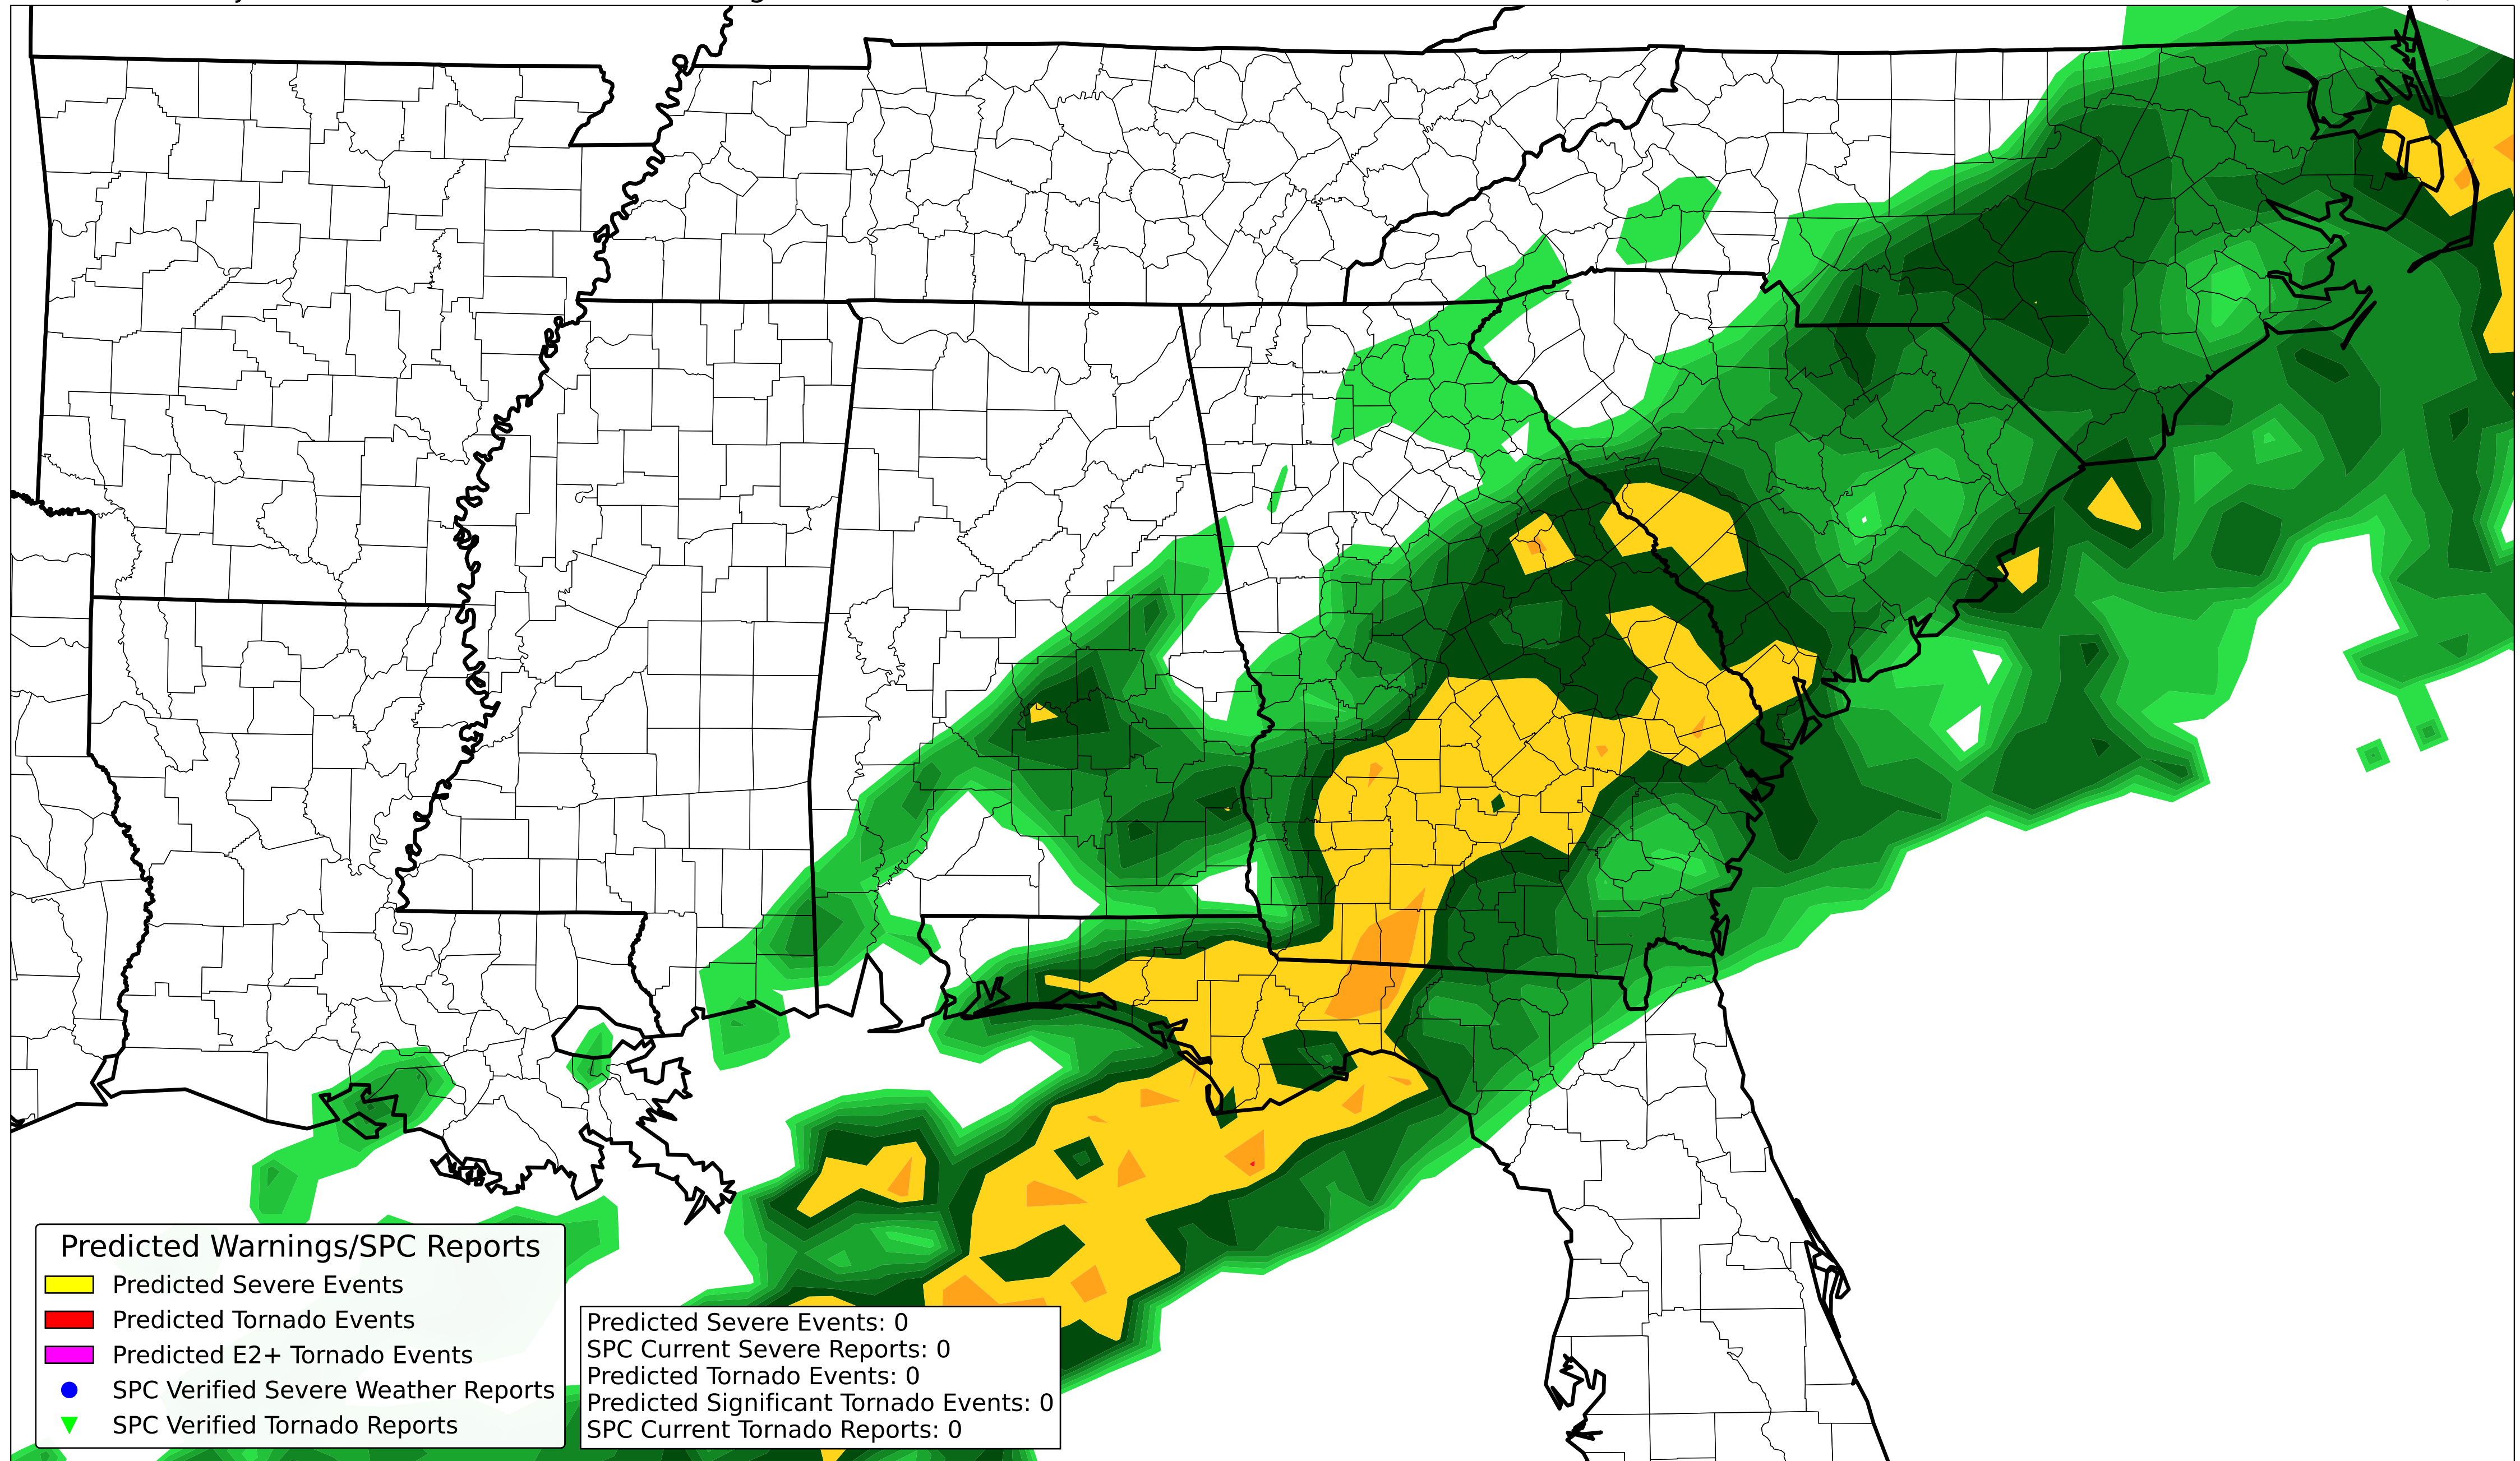 Predicted Warnings/SPC Reports
Predicted Severe Events
Predicted Tornado Events
Predicted E2+ Tornado Events
SPC Verified Severe Weather Reports
SPC Verified Tornado Reports
Predicted Severe Events: 0
SPC Current Severe Reports: 0
Predicted Tornado Events: 0
Predicted Significant Tornado Events: 0
SPC Current Tornado Reports: 0